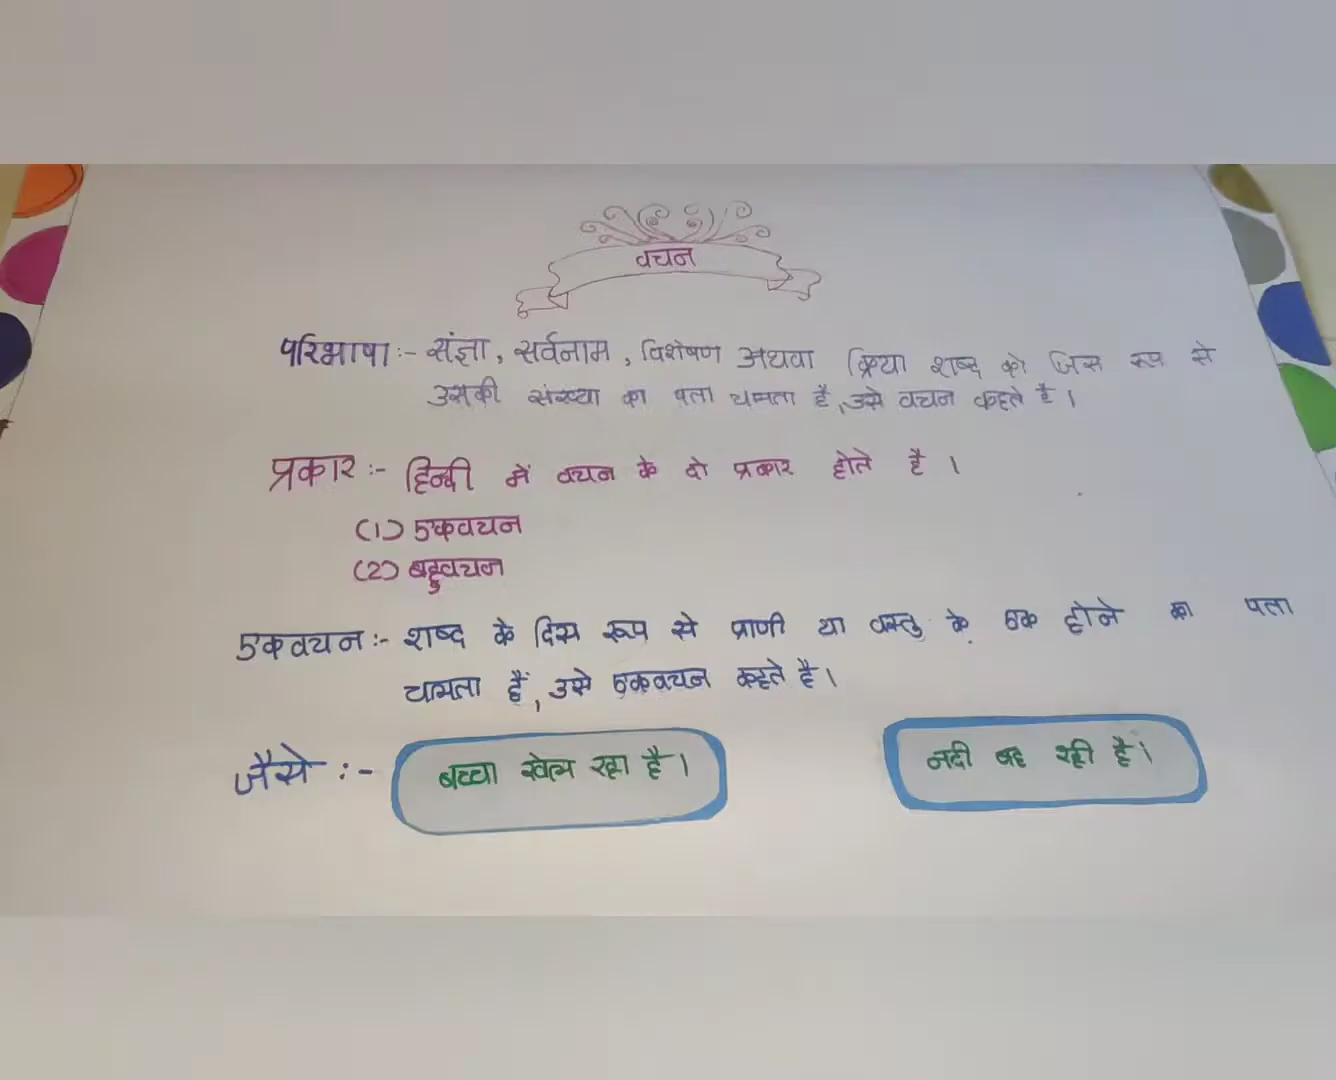 वचन
परिभाषा :- संज्ञा, सर्वनाम, विशेषण अथवा क्रिया शब्द को जिस रूप से
उसकी संख्या का पता चलता है, उसे वचन कहते है।
प्रकार :- हिन्दी में वचन के दो प्रकार होते है ।
(1) एकवचन
(2) बहुवचन
एकवचन :- शब्द के जिस रूप से प्राणी या वस्तु के एक होने का पता
चलता हैं, उसे एकवचन कहते है।
जैसे :- बच्चा खेल रहा है। नदी बह रही है।